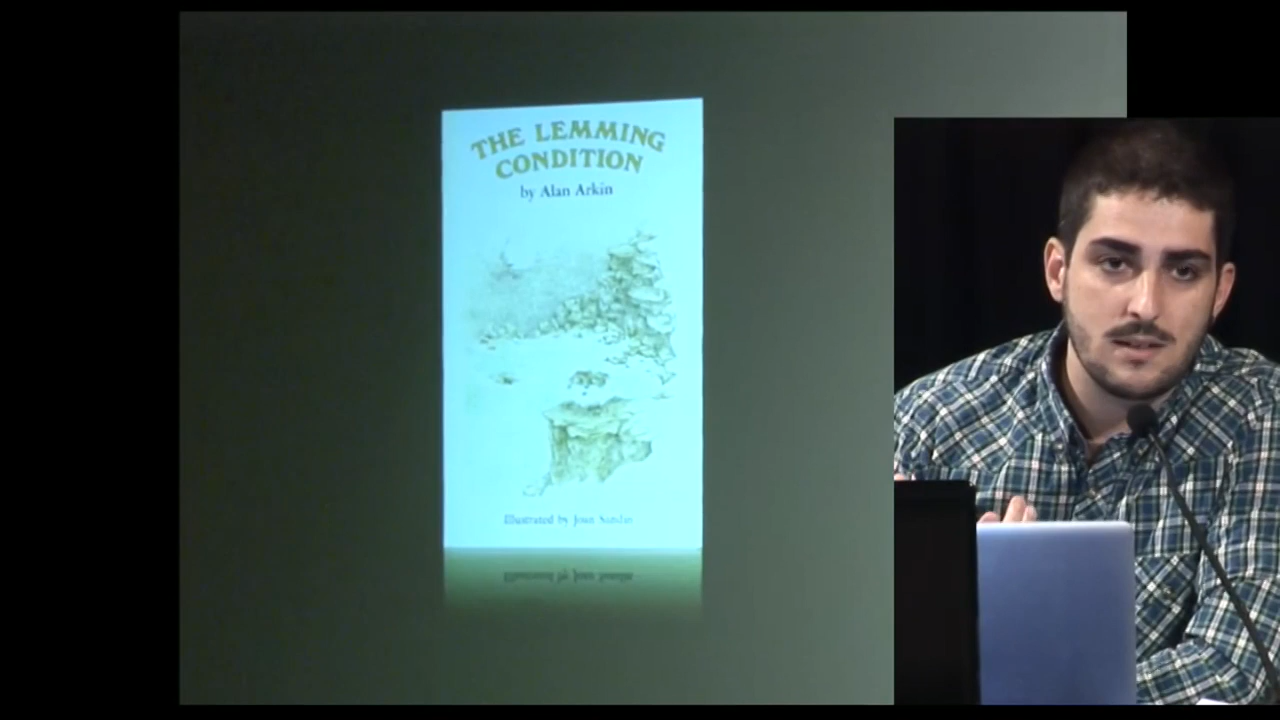 THE LEMMING
CONDITION
by Alan Arkin
Illustrated by Joan Sandin